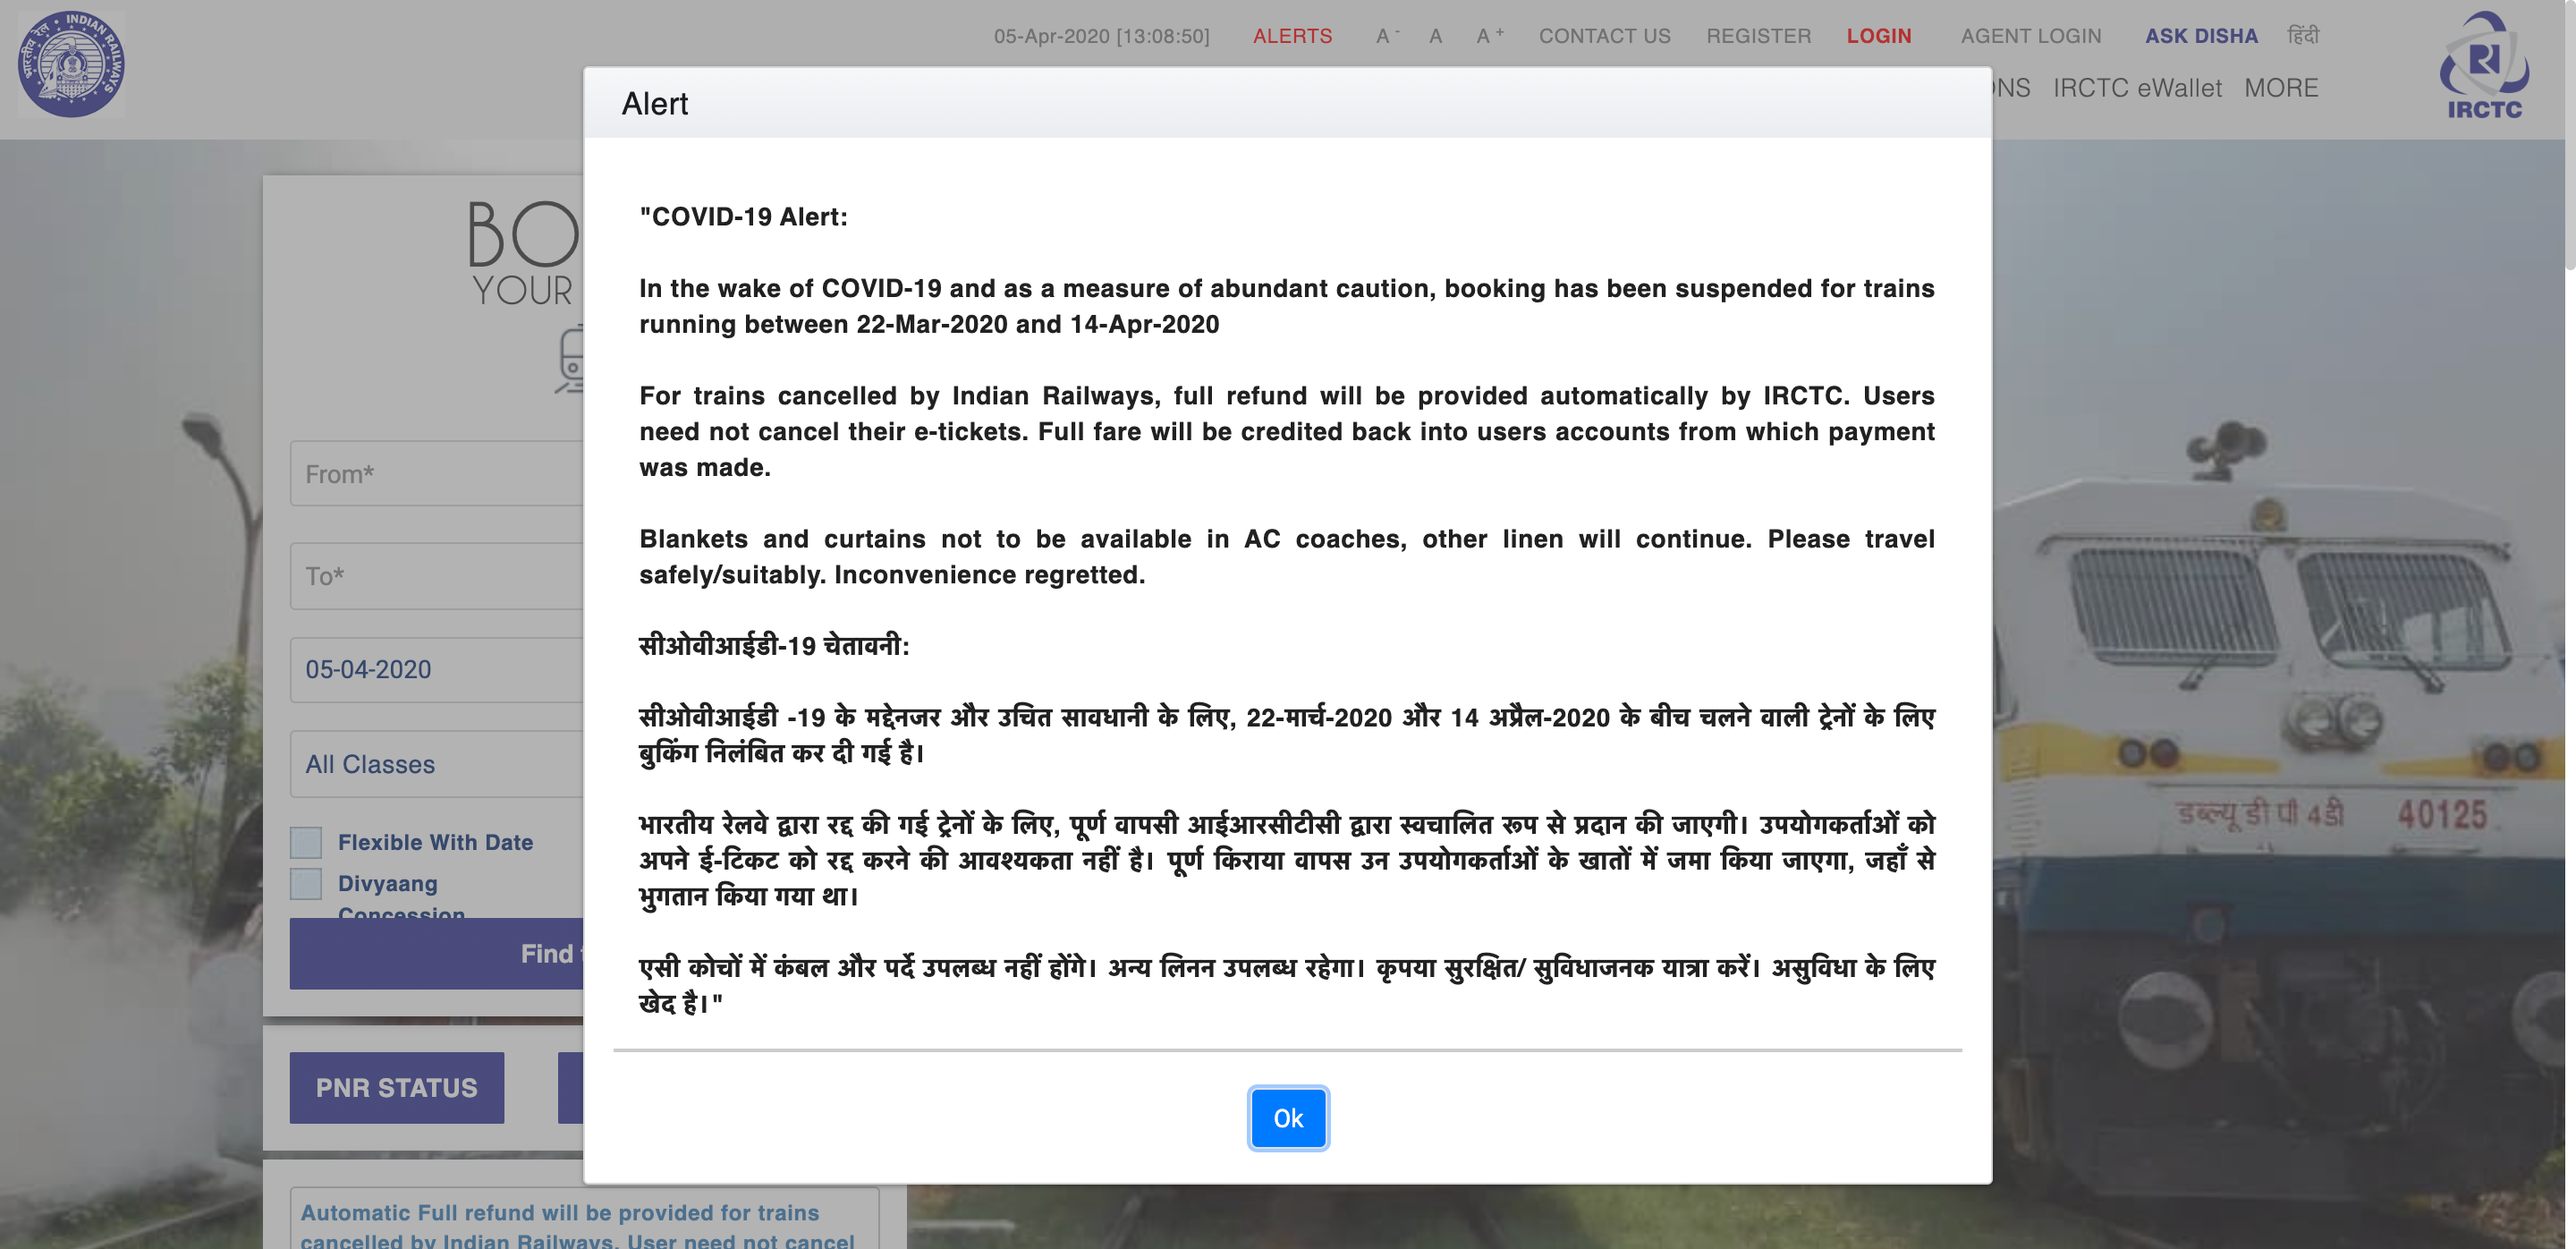 INDIAN RAILWAYS
भारतीय रेल
05-Apr-2020 [13:08:50] ALERTS A - A A + CONTACT US REGISTER LOGIN AGENT LOGIN ASK DISHA हिंदी
IRCTC eWallet MORE
IRCTC
Alert
"COVID-19 Alert:
In the wake of COVID-19 and as a measure of abundant caution, booking has been suspended for trains
running between 22-Mar-2020 and 14-Apr-2020
For trains cancelled by Indian Railways, full refund will be provided automatically by IRCTC. Users
need not cancel their e-tickets. Full fare will be credited back into users accounts from which payment
was made.
Blankets and curtains not to be available in AC coaches, other linen will continue. Please travel
safely/suitably. Inconvenience regretted.
सीओवीआईडी-19 चेतावनी:
सीओवीआईडी -19 के मद्देनजर और उचित सावधानी के लिए, 22-मार्च-2020 और 14 अप्रैल-2020 के बीच चलने वाली ट्रेनों के लिए
बुकिंग निलंबित कर दी गई है।
भारतीय रेलवे द्वारा रद्द की गई ट्रेनों के लिए, पूर्ण वापसी आईआरसीटीसी द्वारा स्वचालित रूप से प्रदान की जाएगी। उपयोगकर्ताओं को
अपने ई-टिकट को रद्द करने की आवश्यकता नहीं है। पूर्ण किराया वापस उन उपयोगकर्ताओं के खातों में जमा किया जाएगा, जहाँ से
भुगतान किया गया था।
एसी कोचों में कंबल और पर्दे उपलब्ध नहीं होंगे। अन्य लिनन उपलब्ध रहेगा। कृपया सुरक्षित/ सुविधाजनक यात्रा करें। असुविधा के लिए
खेद है।"
Ok
BO
YOUR
From*
To*
05-04-2020
All Classes
Flexible With Date
Divyaang
Concession
Find
PNR STATUS
Automatic Full refund will be provided for trains
cancelled by Indian Railways. User need not cancel
डब्ल्यू डी पी 4डी 40125